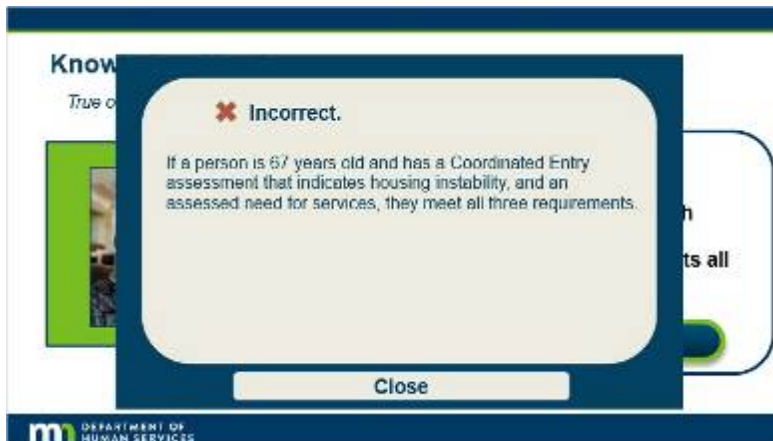 Know
True o
✖ Incorrect.
If a person is 67 years old and has a Coordinated Entry
assessment that indicates housing instability, and an
assessed need for services, they meet all three requirements.
h
ts all
Close
DEPARTMENT OF
HUMAN SERVICES